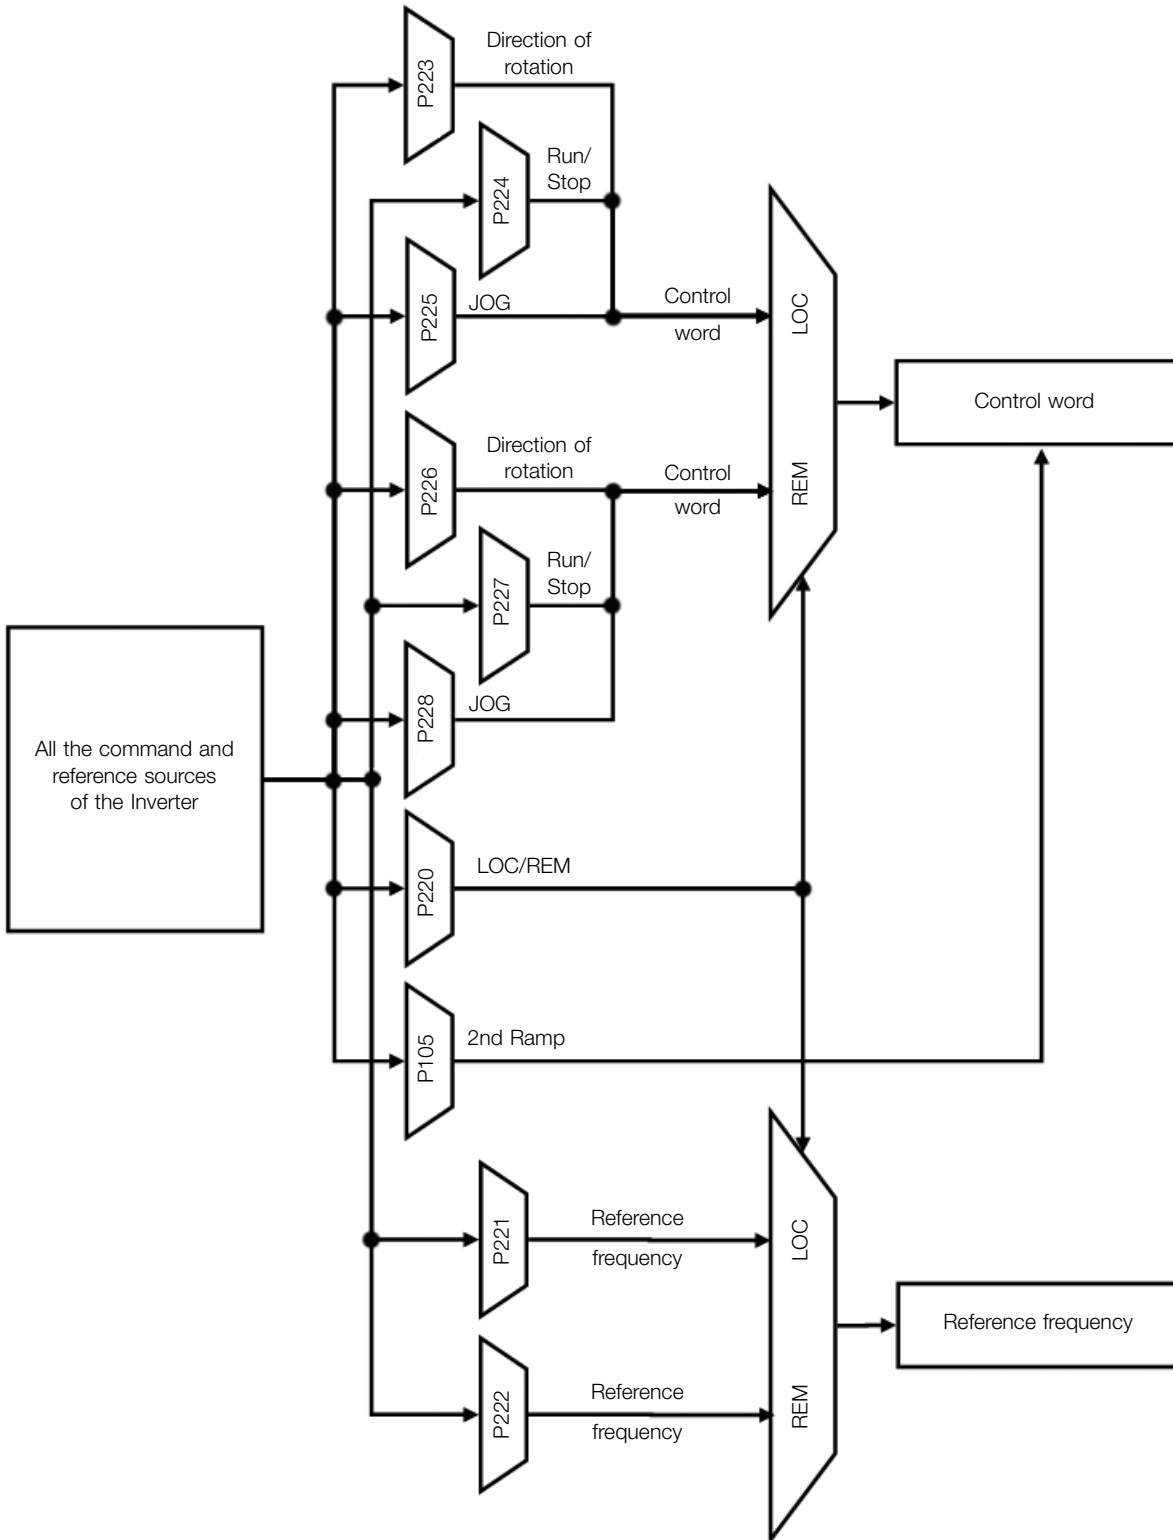 P223
Direction of
rotation
P224
Run/
Stop
P225
JOG
Control
word
LOC
Control word
P226
Direction of
rotation
Control
word
REM
P227
Run/
Stop
P228
JOG
All the command and
reference sources
of the Inverter
P220
LOC/REM
P105
2nd Ramp
P221
Reference
frequency
LOC
Reference frequency
P222
Reference
frequency
REM